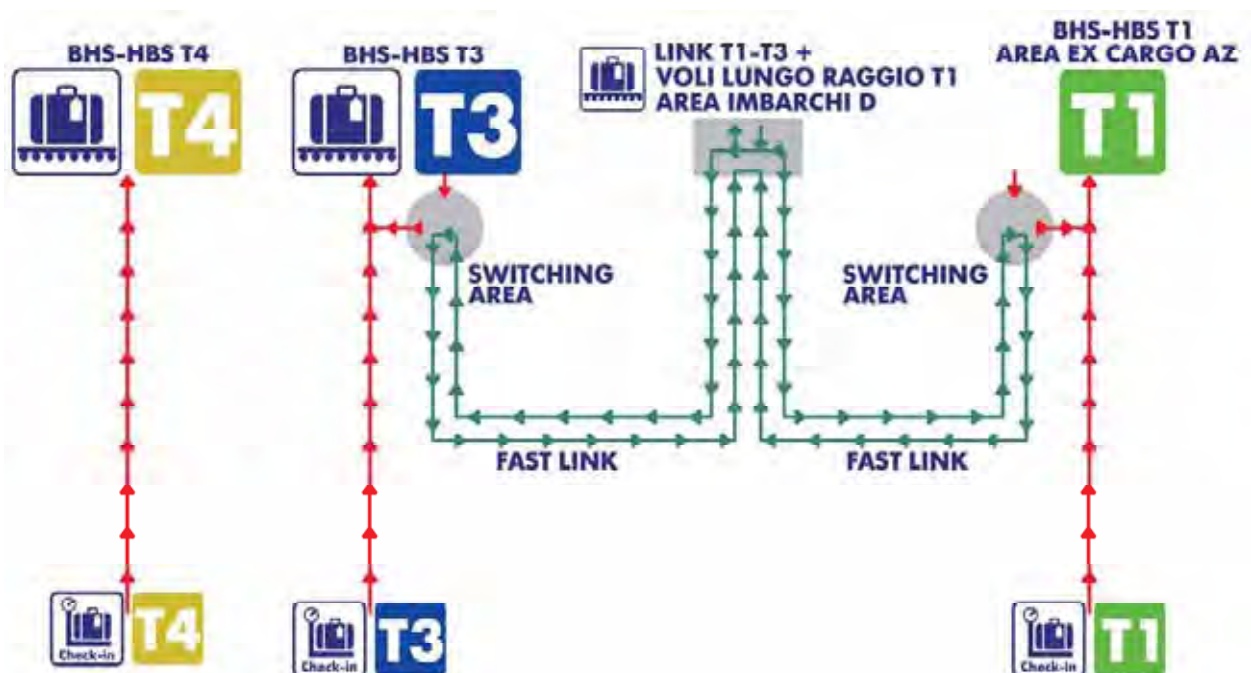 BHS-HBS T4
T4
BHS-HBS T3
T3
LINK T1-T3 +
VOLI LUNGO RAGGIO T1
AREA IMBARCHI D
BHS-HBS T1
AREA EX CARGO AZ
T1
SWITCHING
AREA
SWITCHING
AREA
FAST LINK
FAST LINK
Check-in
T4
Check-in
T3
Check-in
T1